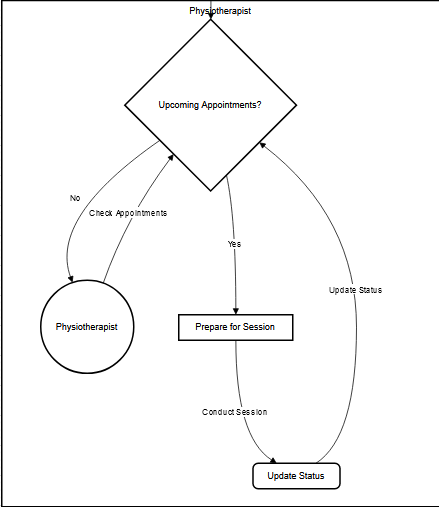 Physiotherapist
Upcoming Appointments?
No
Check Appointments
Yes
Update Status
Physiotherapist
Prepare for Session
Conduct Session
Update Status